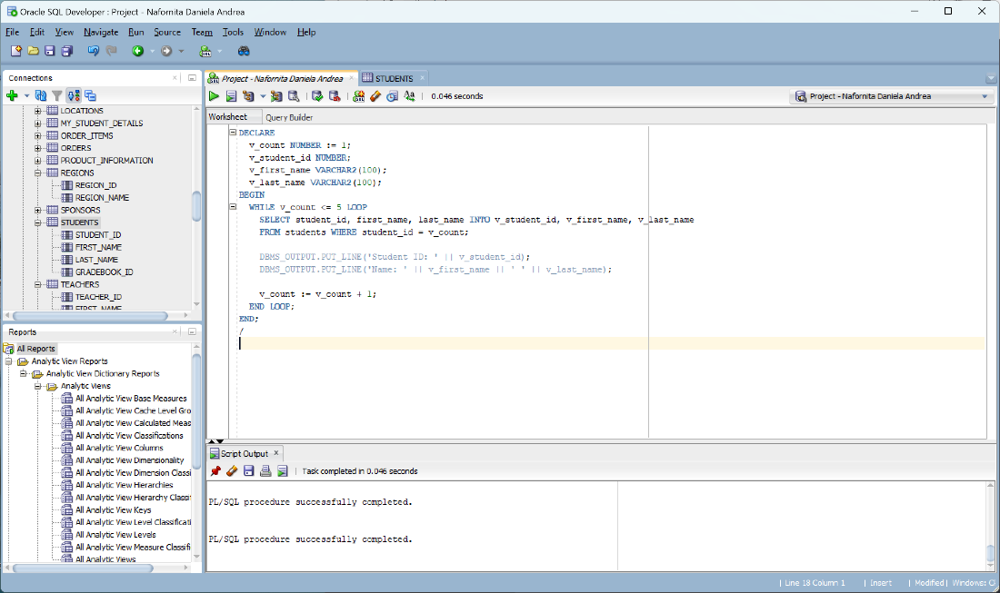 Oracle SQL Developer : Project - Nafornita Daniela Andrea
File Edit View Navigate Run Source Team Tools Window Help
Connections
LOCATIONS
MY_STUDENT_DETAILS
ORDER_ITEMS
ORDERS
PRODUCT_INFORMATION
REGIONS
REGION_ID
REGION_NAME
SPONSORS
STUDENTS
STUDENT_ID
FIRST_NAME
LAST_NAME
GRADEBOOK_ID
TEACHERS
TEACHER_ID
FIRST_NAME
Reports
All Reports
Analytic View Reports
Analytic View Dictionary Reports
Analytic Views
All Analytic View Base Measures
All Analytic View Cache Level Gro
All Analytic View Calculated Meas
All Analytic View Classifications
All Analytic View Columns
All Analytic View Dimensionality
All Analytic View Dimension Classi
All Analytic View Hierarchies
All Analytic View Hierarchy Classif
All Analytic View Keys
All Analytic View Level Classificati
All Analytic View Levels
All Analytic View Measure Classifi
All Analytic Views
Project - Nafornita Daniela Andrea STUDENTS
0.046 seconds
Project - Nafornita Daniela Andrea
Worksheet Query Builder
DECLARE
v_count NUMBER := 1;
v_student_id NUMBER;
v_first_name VARCHAR2(100);
v_last_name VARCHAR2(100);
BEGIN
WHILE v_count <= 5 LOOP
SELECT student_id, first_name, last_name INTO v_student_id, v_first_name, v_last_name
FROM students WHERE student_id = v_count;
DBMS_OUTPUT.PUT_LINE('Student ID: ' || v_student_id);
DBMS_OUTPUT.PUT_LINE('Name: ' || v_first_name || ' ' || v_last_name);
v_count := v_count + 1;
END LOOP;
END;
/
Script Output
Task completed in 0.046 seconds
PL/SQL procedure successfully completed.
PL/SQL procedure successfully completed.
Line 18 Column 1 | Insert | Modified | Windows: C